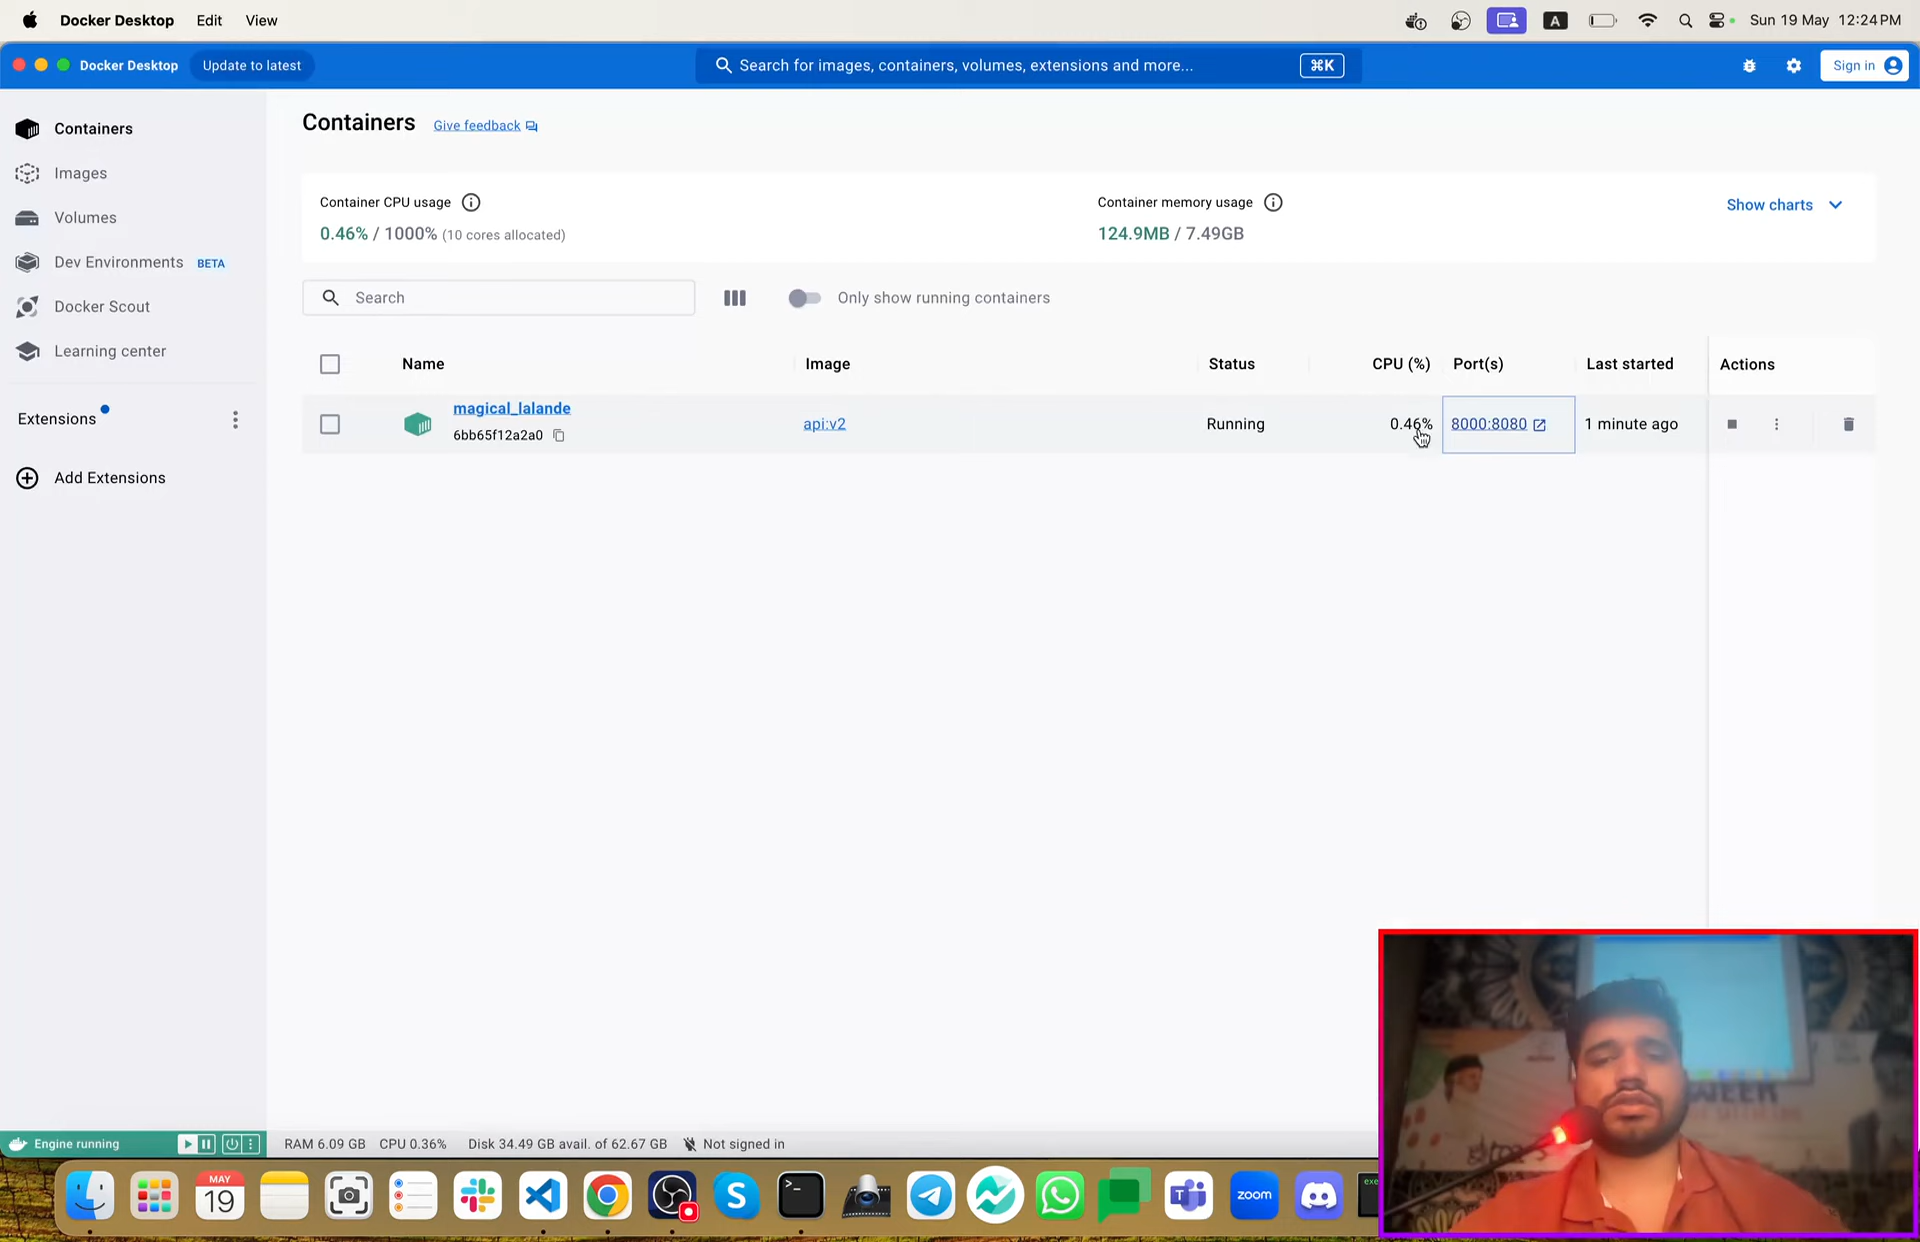 Docker Desktop Edit View
A Sun 19 May 12:24 PM
Docker Desktop Update to latest Search for images, containers, volumes, extensions and more... ⌘K Sign in
Containers
Images
Volumes
Dev Environments BETA
Docker Scout
Learning center
Extensions
Add Extensions
Containers Give feedback
Container CPU usage
0.46% / 1000% (10 cores allocated)
Container memory usage
124.9MB / 7.49GB
Show charts
Search Only show running containers
Name Image Status CPU (%) Port(s) Last started Actions
magical_lalande
6bb65f12a2a0
api:v2 Running 0.46% 8000:8080 1 minute ago
Engine running RAM 6.09 GB CPU 0.36% Disk 34.49 GB avail. of 62.67 GB Not signed in
MAY
19
S
>_
T
zoom
exe
WEEK